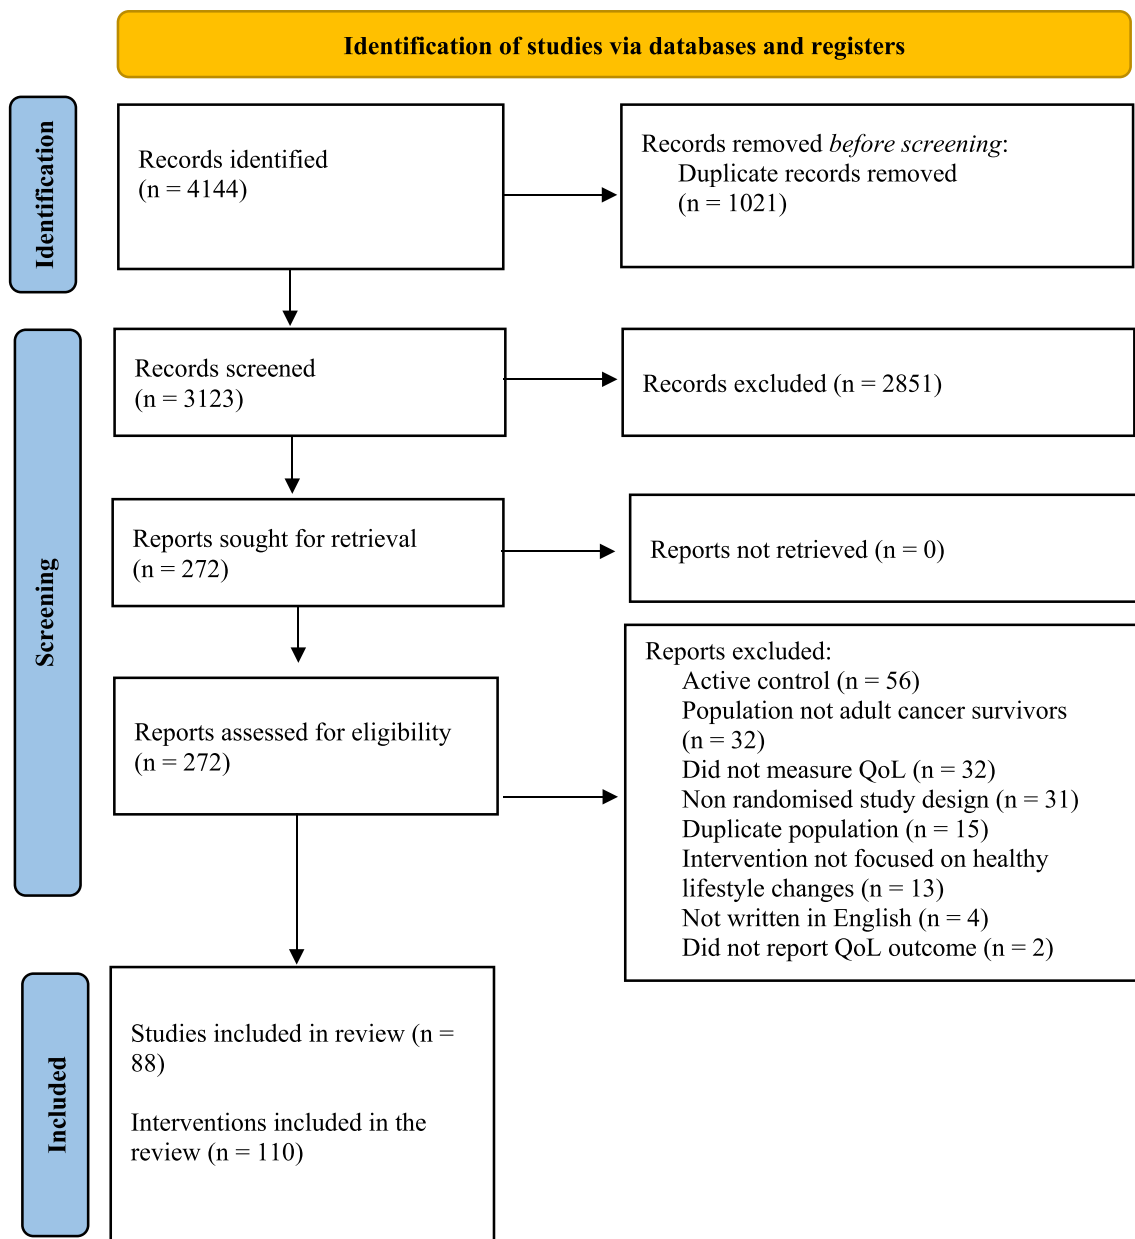 Identification of studies via databases and registers
Identification
Records identified
(n = 4144)
Records removed before screening:
Duplicate records removed
(n = 1021)
Screening
Records screened
(n = 3123)
Records excluded (n = 2851)
Reports sought for retrieval
(n = 272)
Reports not retrieved (n = 0)
Reports assessed for eligibility
(n = 272)
Reports excluded:
Active control (n = 56)
Population not adult cancer survivors
(n = 32)
Did not measure QoL (n = 32)
Non randomised study design (n = 31)
Duplicate population (n = 15)
Intervention not focused on healthy
lifestyle changes (n = 13)
Not written in English (n = 4)
Did not report QoL outcome (n = 2)
Included
Studies included in review (n =
88)
Interventions included in the
review (n = 110)